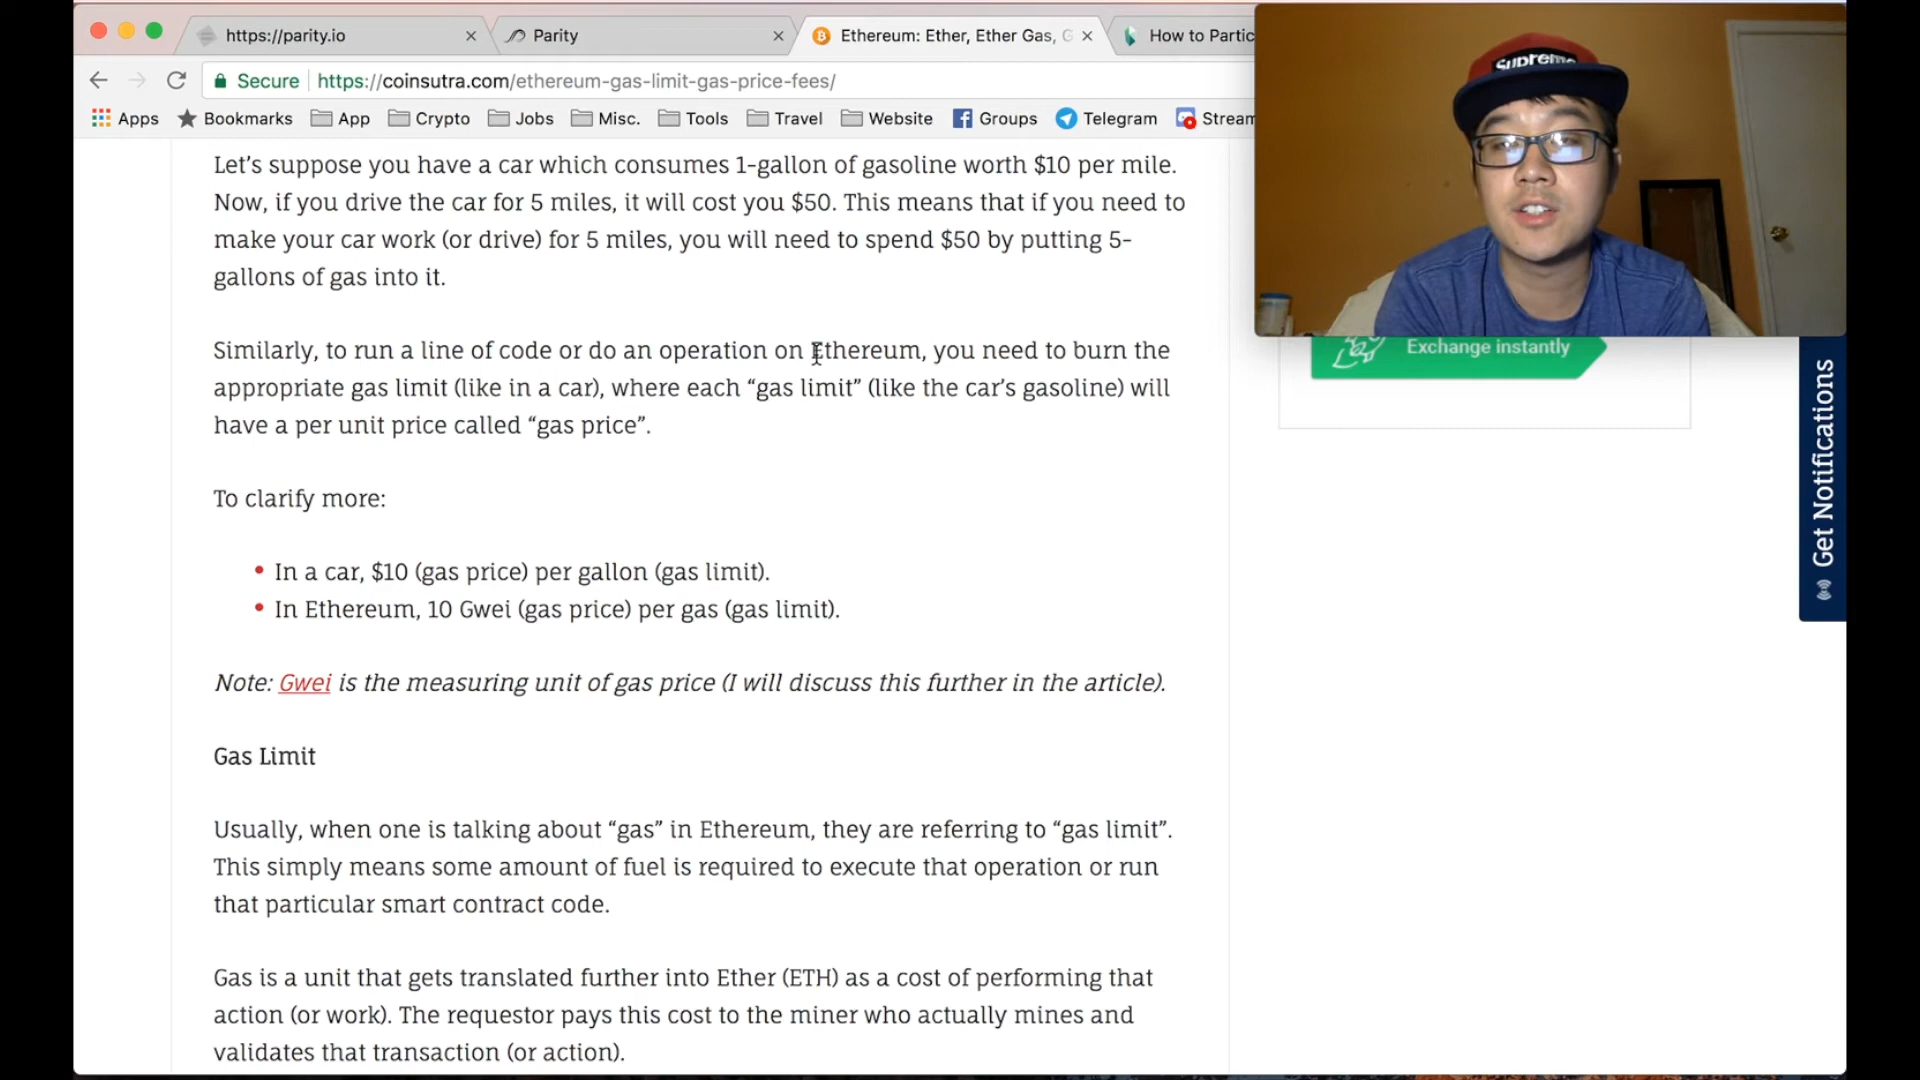 https://parity.io
Parity
Ethereum: Ether, Ether Gas, G
How to Partic
Secure
https://coinsutra.com/ethereum-gas-limit-gas-price-fees/
Apps
Bookmarks
App
Crypto
Jobs
Misc.
Tools
Travel
Website
Groups
Telegram
Stream
Supreme
Let's suppose you have a car which consumes 1-gallon of gasoline worth $10 per mile.
Now, if you drive the car for 5 miles, it will cost you $50. This means that if you need to
make your car work (or drive) for 5 miles, you will need to spend $50 by putting 5-
gallons of gas into it.
Similarly, to run a line of code or do an operation on Ethereum, you need to burn the
appropriate gas limit (like in a car), where each “gas limit” (like the car's gasoline) will
have a per unit price called “gas price”.
To clarify more:
In a car, $10 (gas price) per gallon (gas limit).
In Ethereum, 10 Gwei (gas price) per gas (gas limit).
Note: Gwei is the measuring unit of gas price (I will discuss this further in the article).
Gas Limit
Usually, when one is talking about “gas” in Ethereum, they are referring to “gas limit”.
This simply means some amount of fuel is required to execute that operation or run
that particular smart contract code.
Gas is a unit that gets translated further into Ether (ETH) as a cost of performing that
action (or work). The requestor pays this cost to the miner who actually mines and
validates that transaction (or action).
Exchange instantly
Get Notifications